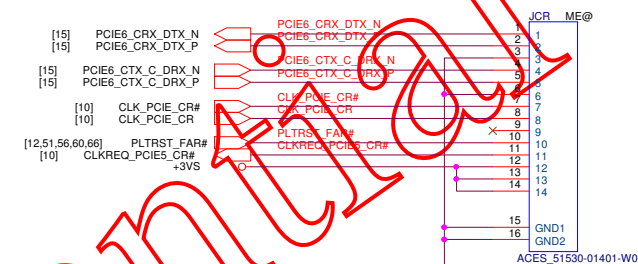 JCR ME@
[15] PCIE6_CRX_DTX_N PCIE6_CRX_DTX_N 1 1
[15] PCIE6_CRX_DTX_P PCIE6_CRX_DTX_P 2 2
3 3
[15] PCIE6_CTX_C_DRX_N PCIE6_CTX_C_DRX_N 4 4
[15] PCIE6_CTX_C_DRX_P PCIE6_CTX_C_DRX_P 5 5
6 6
[10] CLK_PCIE_CR# CLK_PCIE_CR# 7 7
[10] CLK_PCIE_CR CLK_PCIE_CR 8 8
9 9
[12,51,56,60,66] PLTRST_FAR# PLTRST_FAR# 10 10
[10] CLKREQ_PCIE5_CR# CLKREQ_PCIE5_CR# 11 11
+3VS 12 12
13 13
14 14
15 GND1
16 GND2
ACES_51530-01401-W0